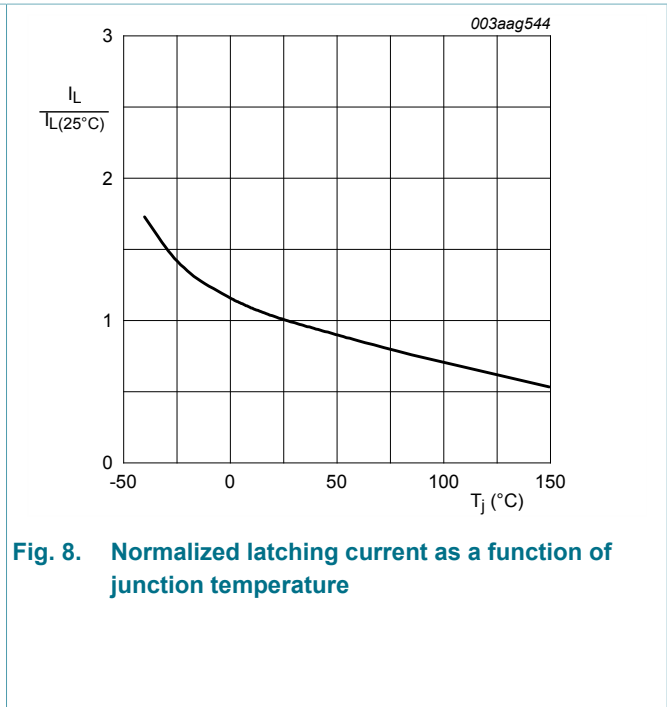 003aag544
3
I_L
I_L(25°C)
2
1
0
-50 0 50 100 150
T_j (°C)
Fig. 8. Normalized latching current as a function of
junction temperature